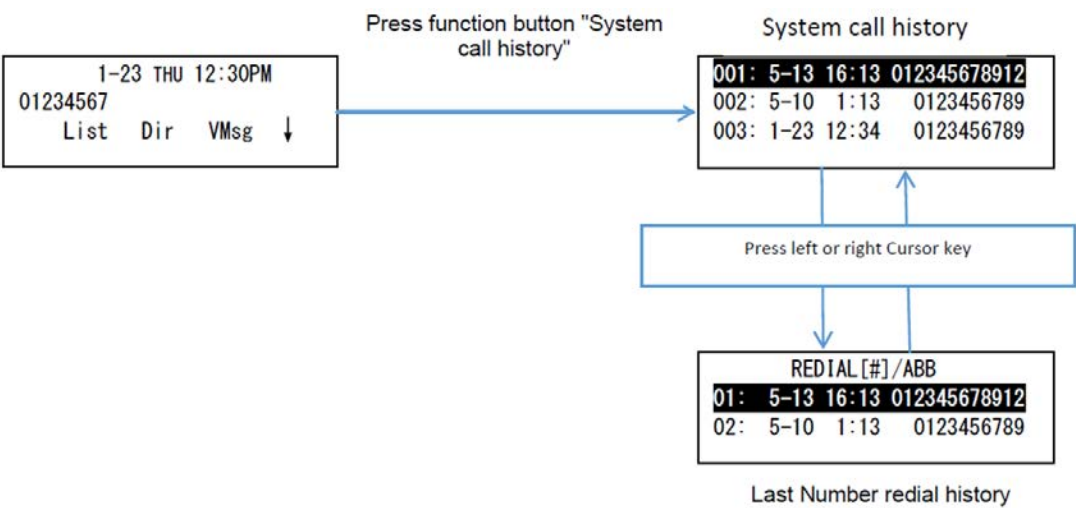 Press function button "System
call history"
System call history
1-23 THU 12:30PM
01234567
List Dir VMsg ↓
001: 5-13 16:13 012345678912
002: 5-10 1:13 0123456789
003: 1-23 12:34 0123456789
Press left or right Cursor key
REDIAL[#]/ABB
01: 5-13 16:13 012345678912
02: 5-10 1:13 0123456789
Last Number redial history